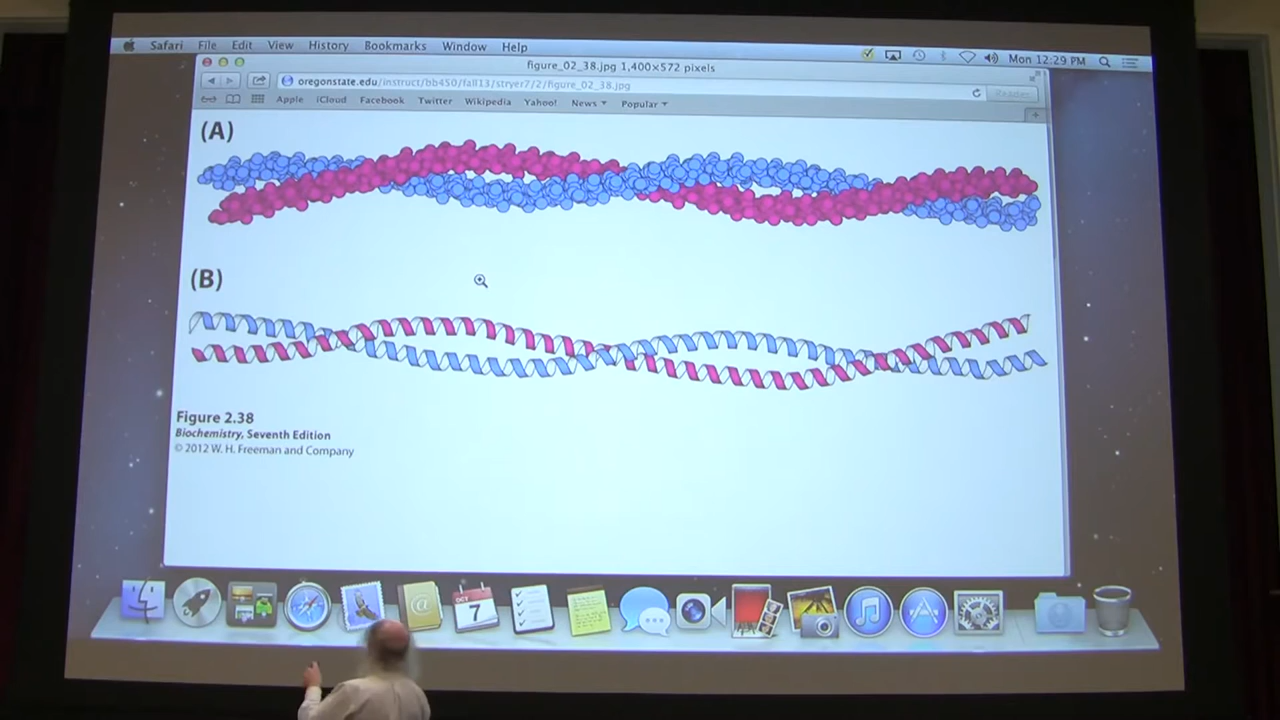 Safari File Edit View History Bookmarks Window Help Mon 12:29 PM
figure_02_38.jpg 1,400×572 pixels
oregonstate.edu/instruct/bb450/fall13/stryer7/2/figure_02_38.jpg Reader
Apple iCloud Facebook Twitter Wikipedia Yahoo! News Popular
(A)
(B)
Figure 2.38
Biochemistry, Seventh Edition
© 2012 W. H. Freeman and Company
OCT
7